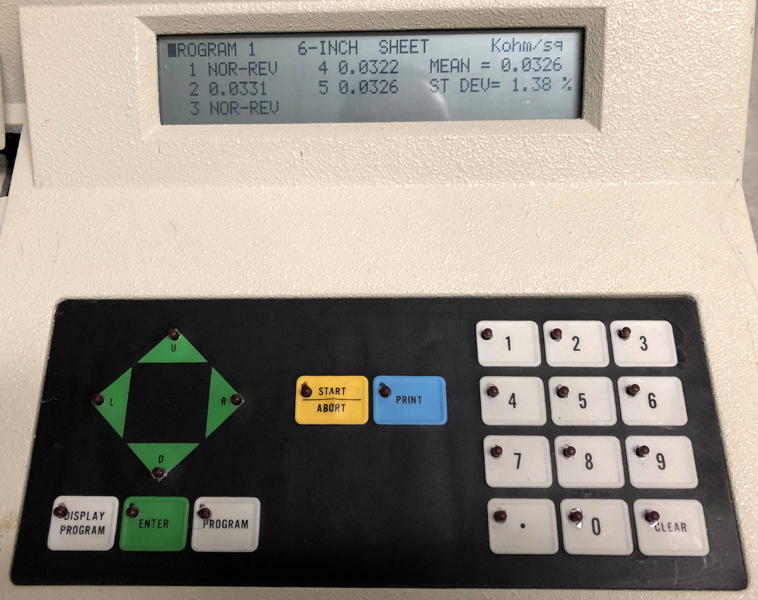 ROGRAM 1 6-INCH SHEET Kohm/sq
1 NOR-REV 4 0.0322 MEAN = 0.0326
2 0.0331 5 0.0326 ST DEV= 1.38 %
3 NOR-REV
U
L R
D
START
ABORT
PRINT
1 2 3
4 5 6
7 8 9
. 0 CLEAR
DISPLAY
PROGRAM
ENTER
PROGRAM